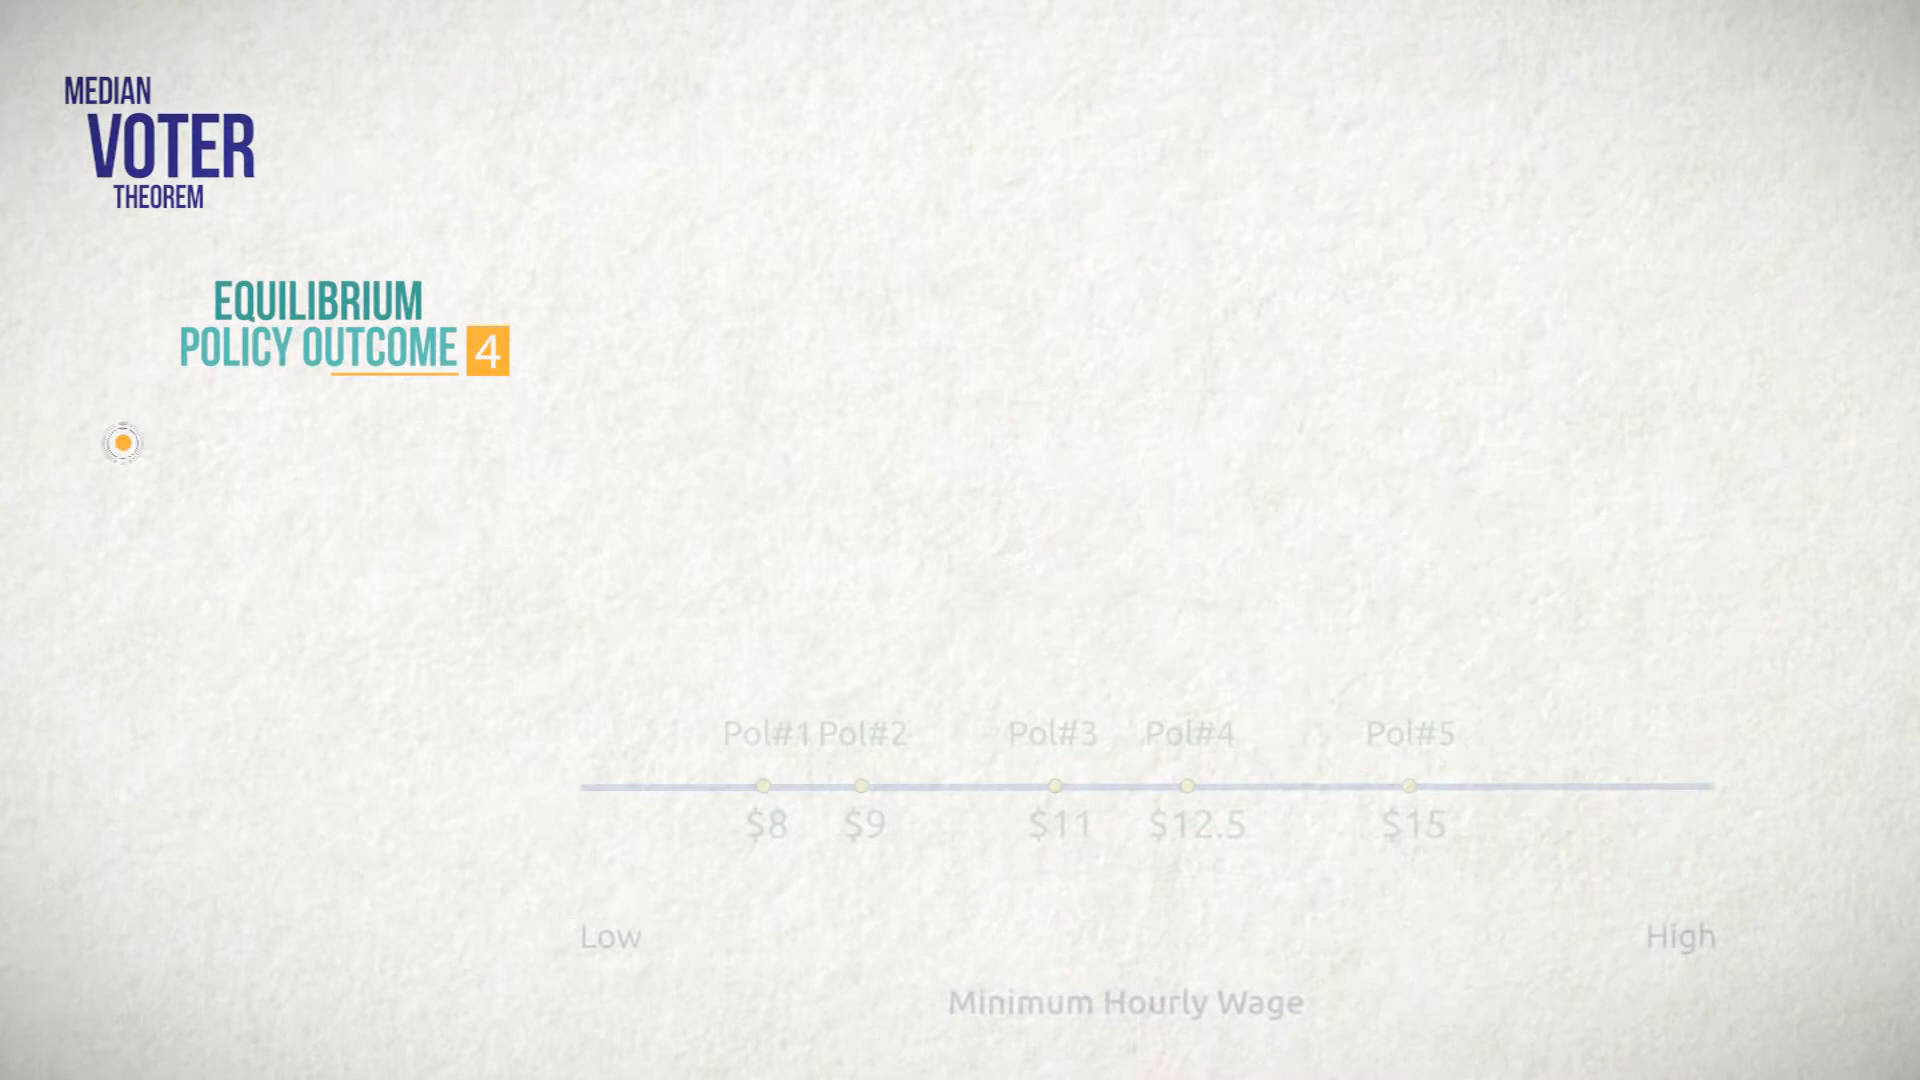 MEDIAN
VOTER
THEOREM
EQUILIBRIUM
POLICY OUTCOME 4
Pol#1 Pol#2 Pol#3 Pol#4 Pol#5
$8 $9 $11 $12.5 $15
Low High
Minimum Hourly Wage